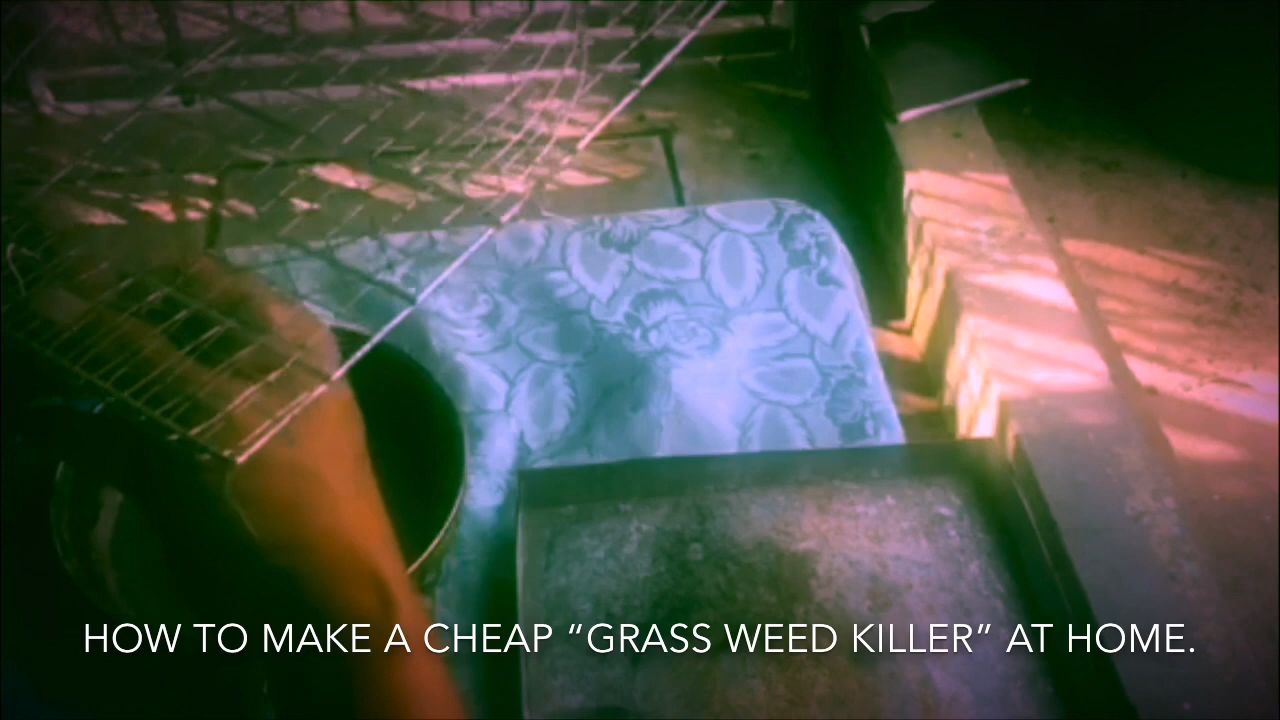 HOW TO MAKE A CHEAP “GRASS WEED KILLER” AT HOME.